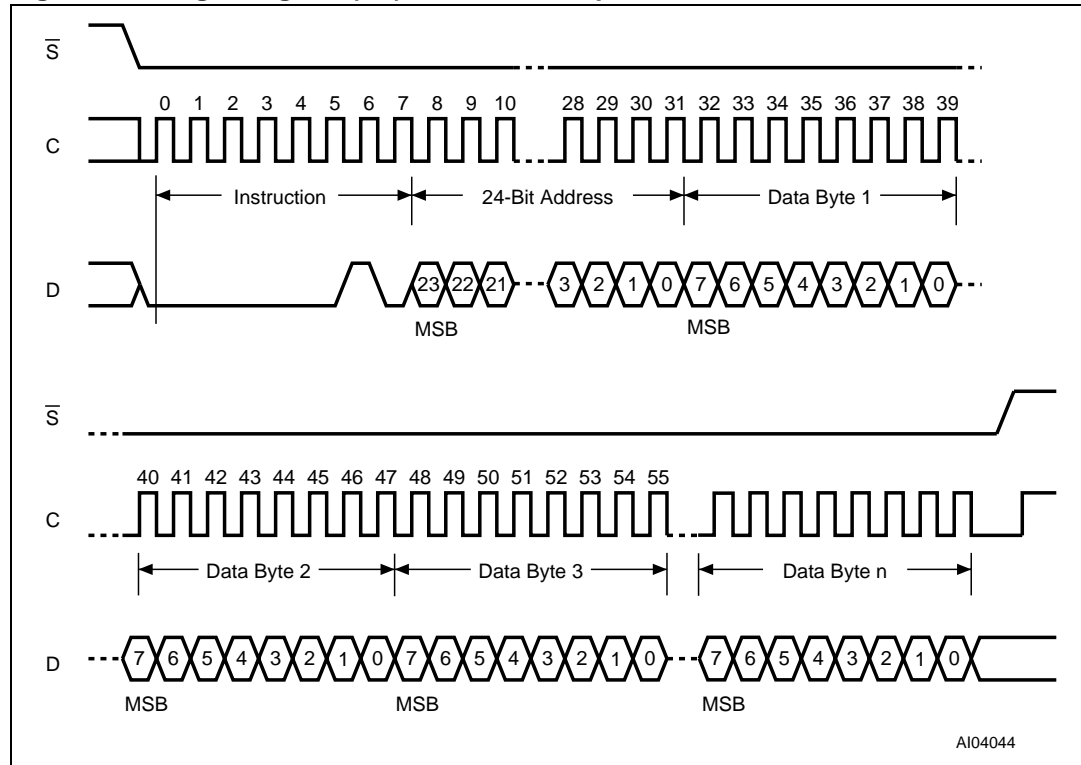 S
0 1 2 3 4 5 6 7 8 9 10 28 29 30 31 32 33 34 35 36 37 38 39
C
Instruction 24-Bit Address Data Byte 1
D 23 22 21 3 2 1 0 7 6 5 4 3 2 1 0
MSB MSB
S
40 41 42 43 44 45 46 47 48 49 50 51 52 53 54 55
C
Data Byte 2 Data Byte 3 Data Byte n
D 7 6 5 4 3 2 1 0 7 6 5 4 3 2 1 0 7 6 5 4 3 2 1 0
MSB MSB MSB
AI04044